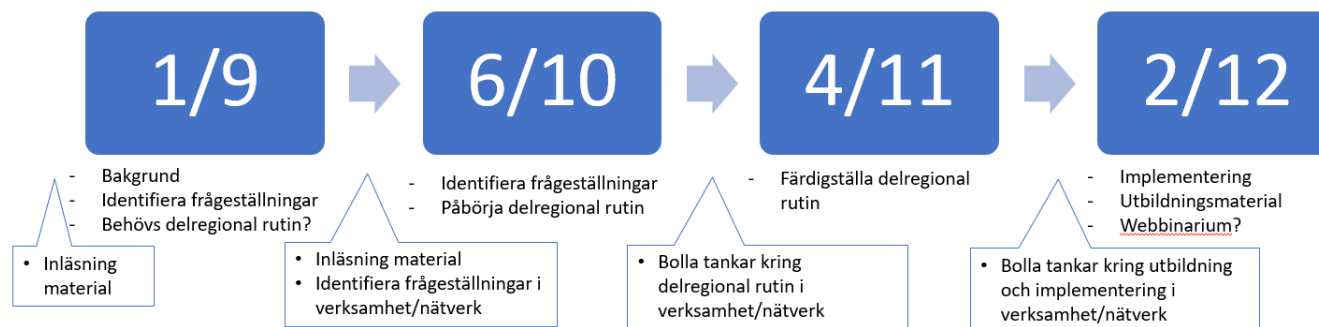 1/9
6/10
4/11
2/12
- Bakgrund
- Identifiera frågeställningar
- Behövs delregional rutin?
- Identifiera frågeställningar
- Påbörja delregional rutin
- Färdigställa delregional
rutin
- Implementering
- Utbildningsmaterial
- Webbinarium?
• Inläsning
material
• Inläsning material
• Identifiera frågeställningar i
verksamhet/nätverk
• Bolla tankar kring
delregional rutin i
verksamhet/nätverk
• Bolla tankar kring utbildning
och implementering i
verksamhet/nätverk